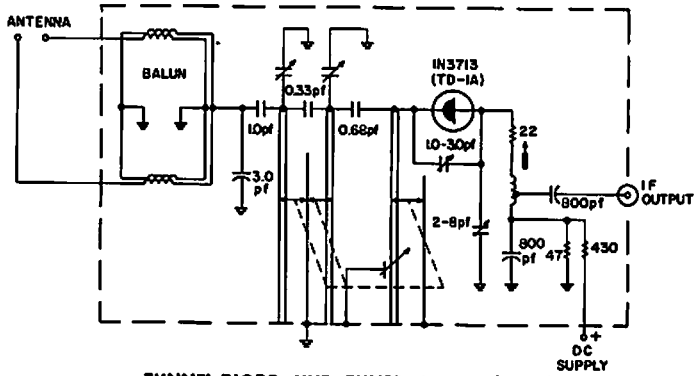 ANTENNA
BALUN
1.0pf
3.0
pf
0.33pf
0.68pf
IN3713
(TD-1A)
1.0-3.0pf
2-8pf
22
800pf
IF
OUTPUT
800
pf
47
430
+
DC
SUPPLY